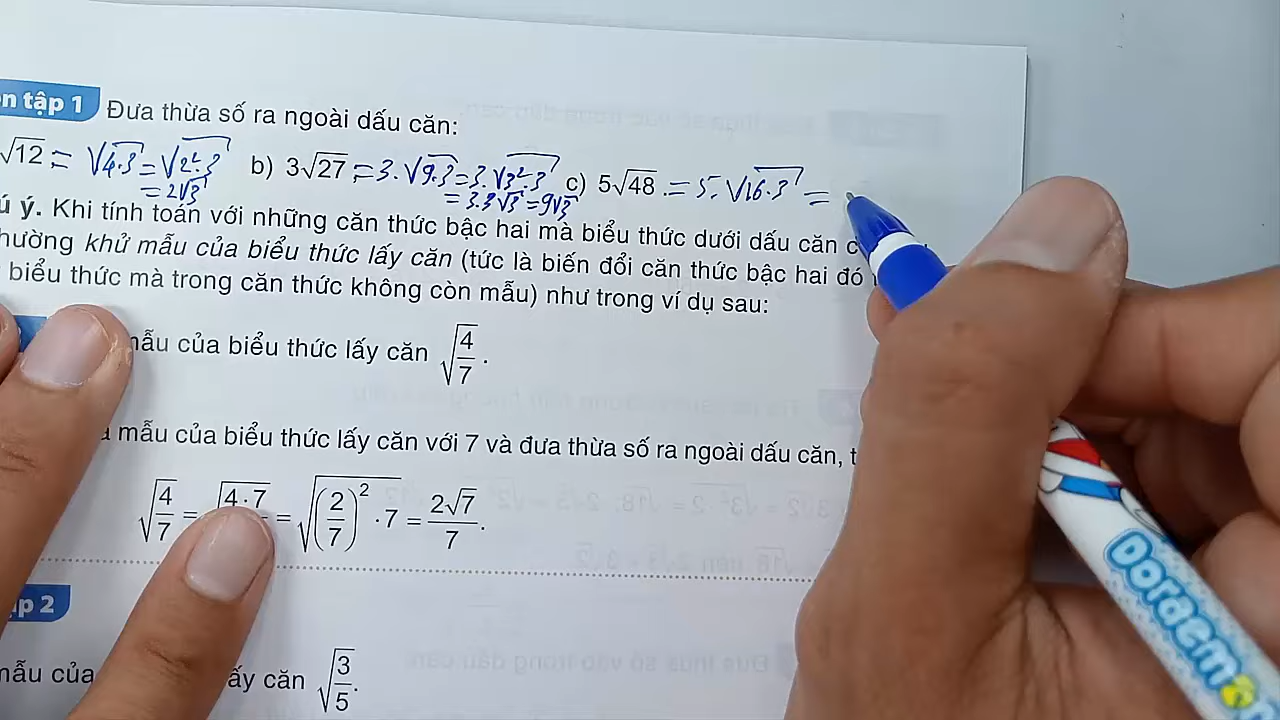 n tập 1 Đưa thừa số ra ngoài dấu căn:
√12 = √4.3 = √2².3 b) 3√27 = 3.√9.3 = 3.√3².3 c) 5√48. = 5.√16.3 =
= 2√3 = 3.3√3 = 9√3
ú ý. Khi tính toán với những căn thức bậc hai mà biểu thức dưới dấu căn c
hường khử mẫu của biểu thức lấy căn (tức là biến đổi căn thức bậc hai đó
biểu thức mà trong căn thức không còn mẫu) như trong ví dụ sau:
mẫu của biểu thức lấy căn √4/7.
mẫu của biểu thức lấy căn với 7 và đưa thừa số ra ngoài dấu căn, t
√4/7 = √4·7 = √(2/7)²·7 = 2√7/7.
p 2
mẫu của ấy căn √3/5.
Doraemon